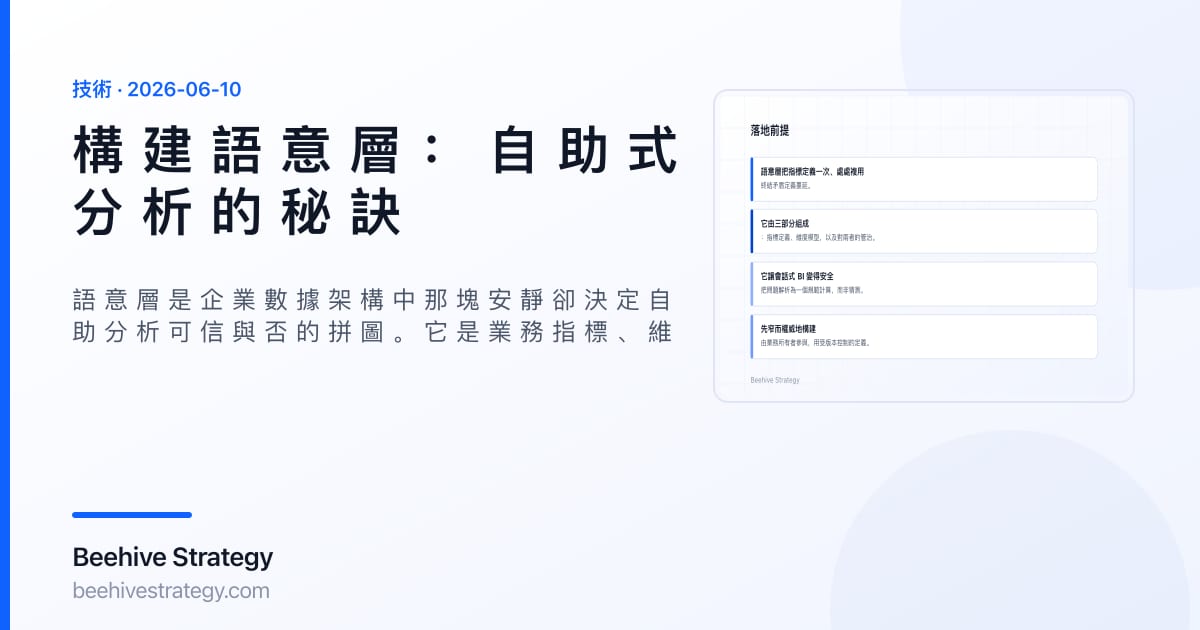 技術 · 2026-06-10
構建語意層：自助式
分析的秘訣
語意層是企業數據架構中那塊安靜卻決定自
助分析可信與否的拼圖。它是業務指標、維
Beehive Strategy
beehivestrategy.com
落地前提
語意層把指標定義一次、處處複用
終結矛盾定義蔓延。
它由三部分組成
：指標定義、維度模型，以及對兩者的管治。
它讓會話式 BI 變得安全
把問題解析為一個規範計算，而非猜測。
先窄而權威地構建
由業務所有者參與，用受版本控制的定義。
Beehive Strategy